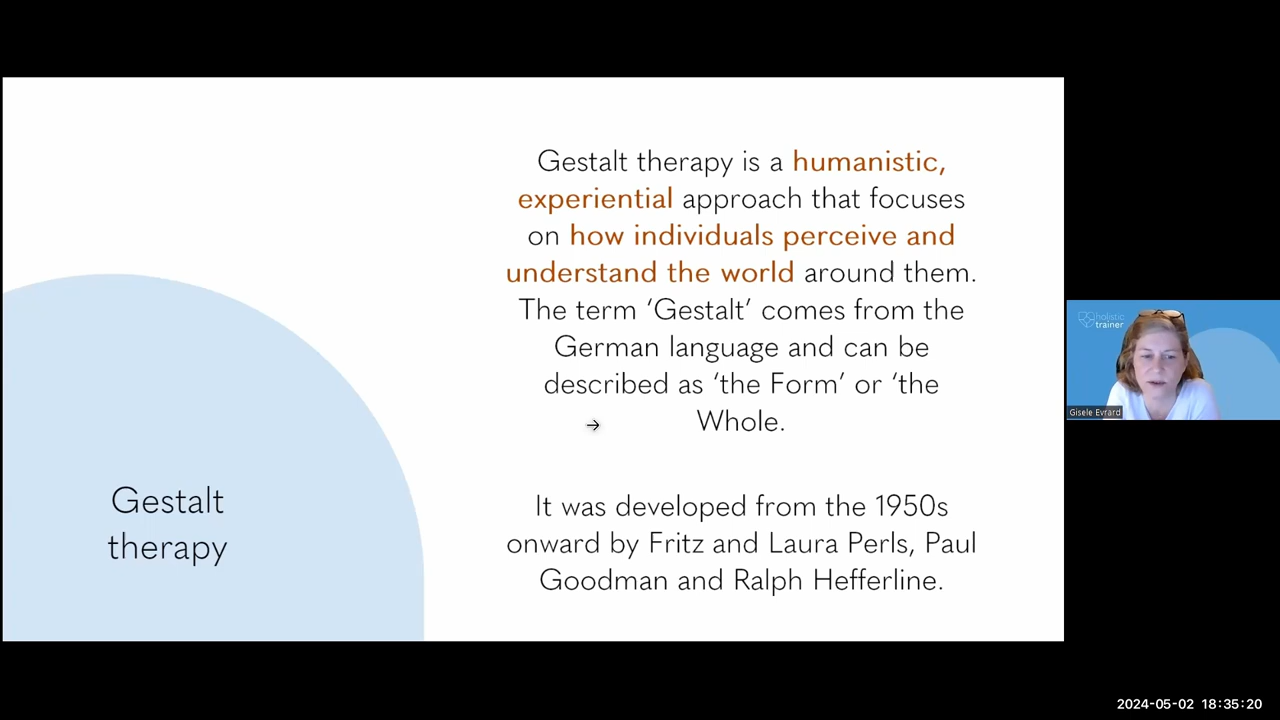 Gestalt therapy is a humanistic,
experiential approach that focuses
on how individuals perceive and
understand the world around them.
The term ‘Gestalt’ comes from the
German language and can be
described as ‘the Form’ or ‘the
Whole.
It was developed from the 1950s
onward by Fritz and Laura Perls, Paul
Goodman and Ralph Hefferline.
Gestalt
therapy
holistic
trainer
Gisele Evrard
2024-05-02 18:35:20